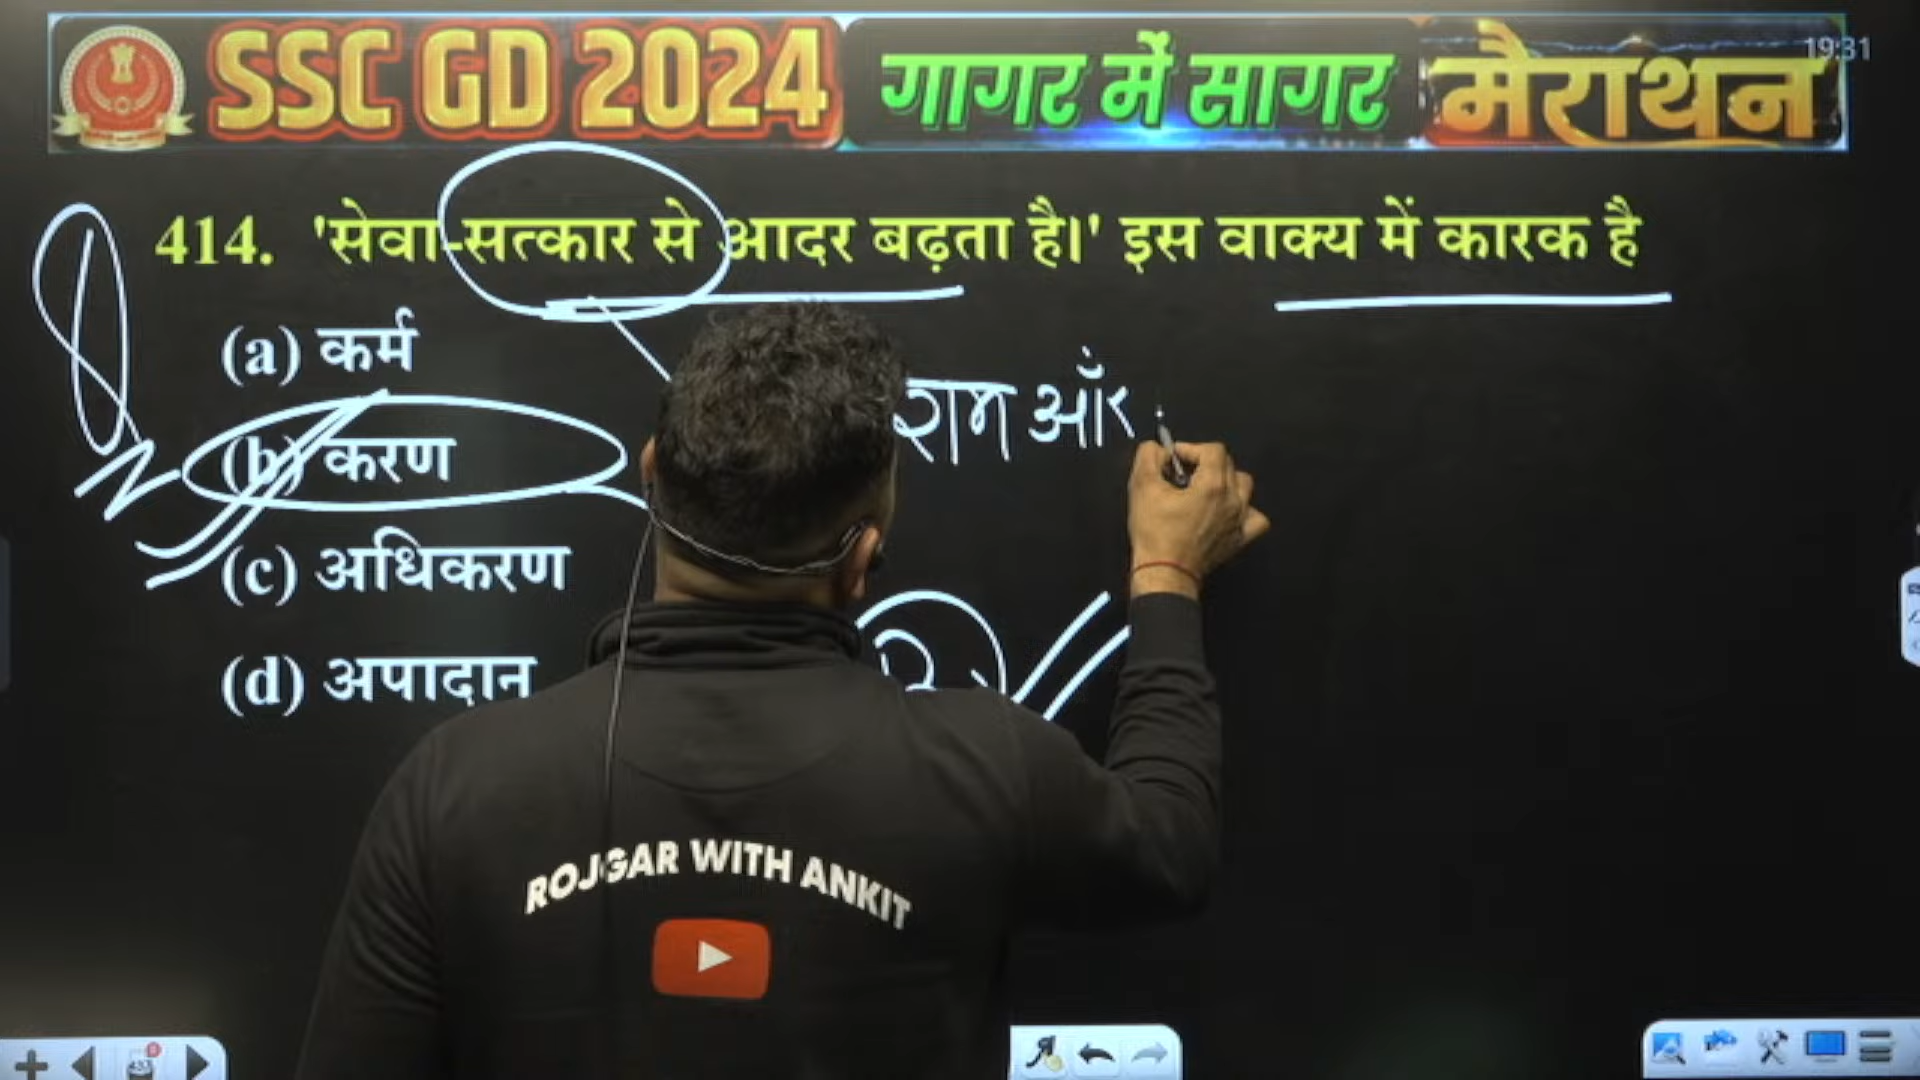 SSC GD 2024 गागर में सागर मैराथन
19:31
414. 'सेवा-सत्कार से आदर बढ़ता है।' इस वाक्य में कारक है
(a) कर्म
राम और
(b) करण
(c) अधिकरण
(d) अपादान
ROJGAR WITH ANKIT